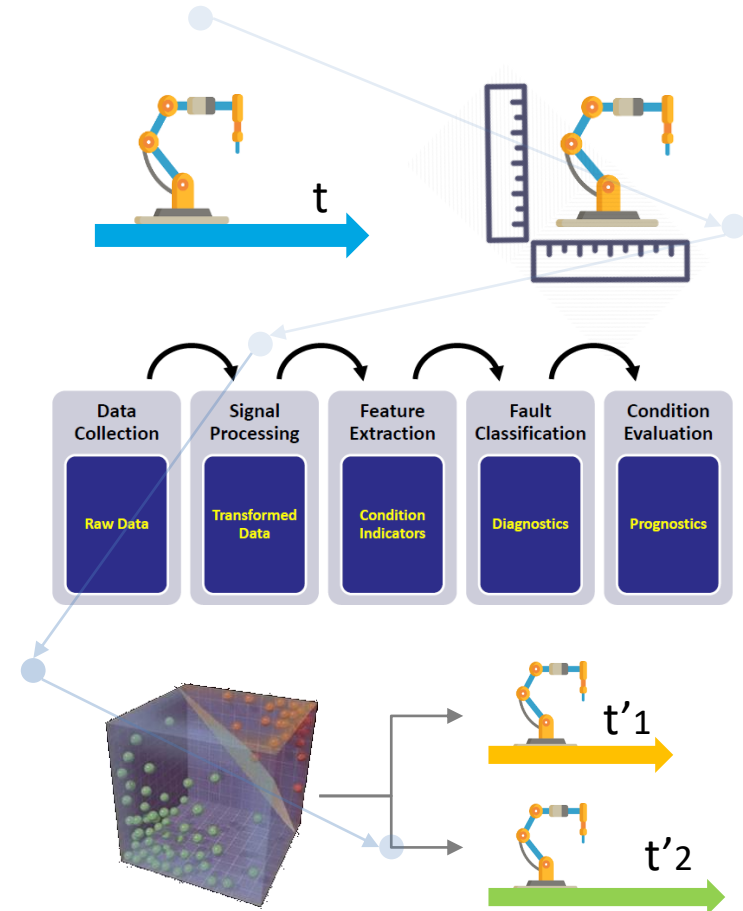 t
Data
Collection
Raw Data
Signal
Processing
Transformed
Data
Feature
Extraction
Condition
Indicators
Fault
Classification
Diagnostics
Condition
Evaluation
Prognostics
t’1
t’2